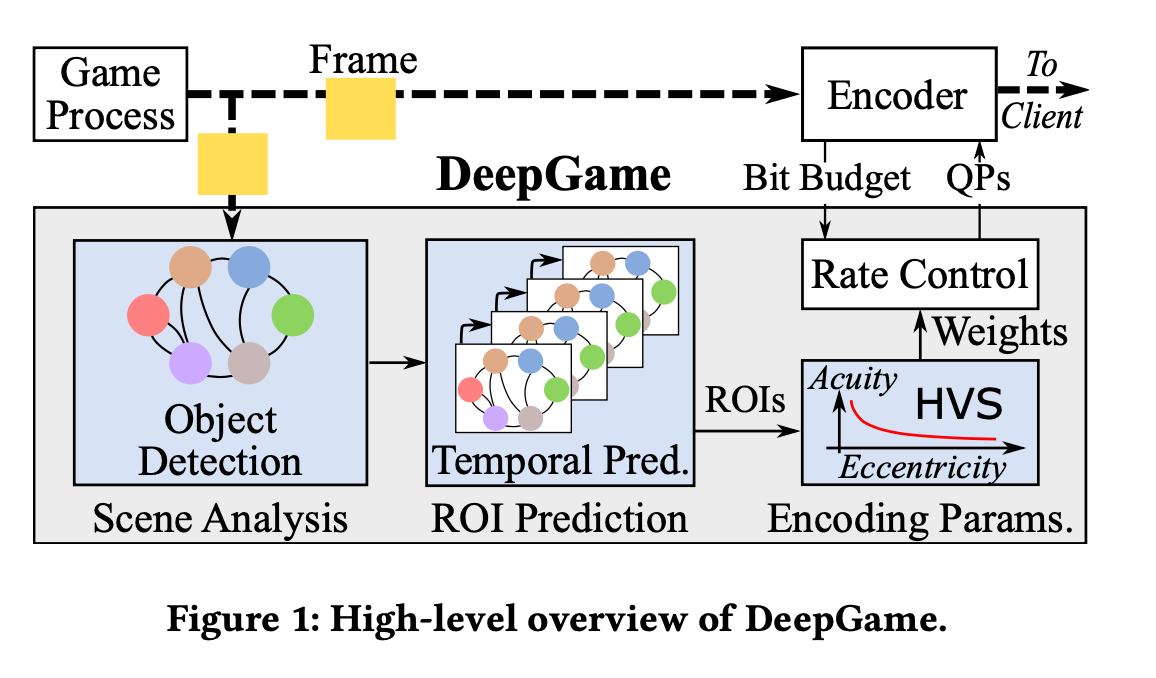 Game
Process
Frame
Encoder
To
Client
DeepGame
Bit Budget
QPs
Rate Control
Weights
Object
Detection
Temporal Pred.
ROIs
Acuity
HVS
Eccentricity
Scene Analysis
ROI Prediction
Encoding Params.
Figure 1: High-level overview of DeepGame.